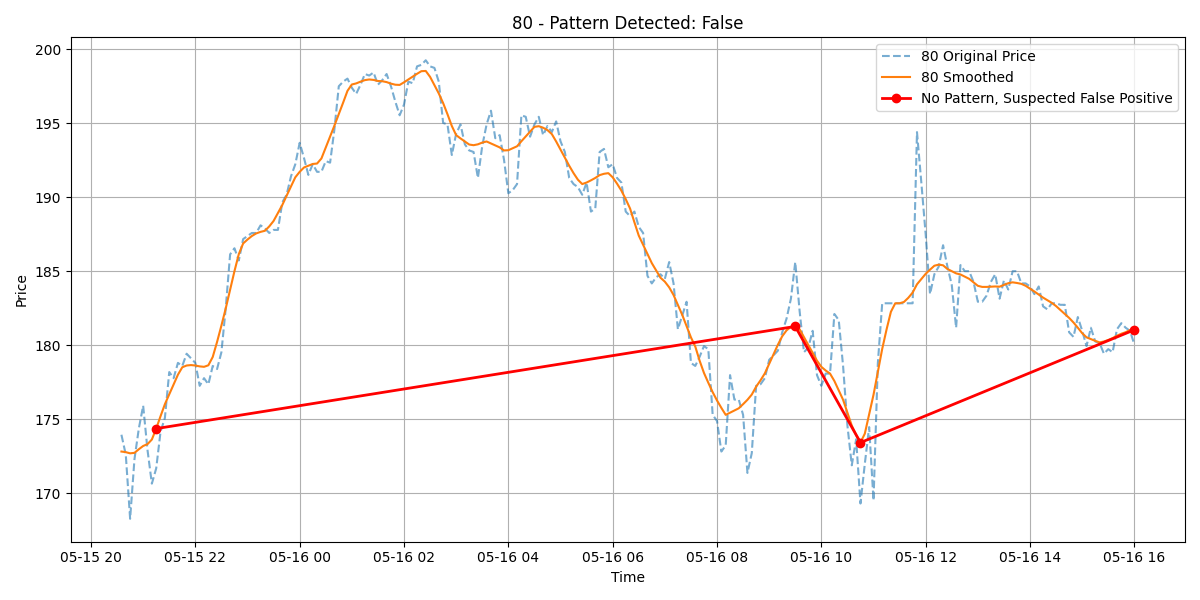 80 - Pattern Detected: False
80 Original Price
80 Smoothed
No Pattern, Suspected False Positive
Price
200
195
190
185
180
175
170
05-15 20 05-15 22 05-16 00 05-16 02 05-16 04 05-16 06 05-16 08 05-16 10 05-16 12 05-16 14 05-16 16
Time